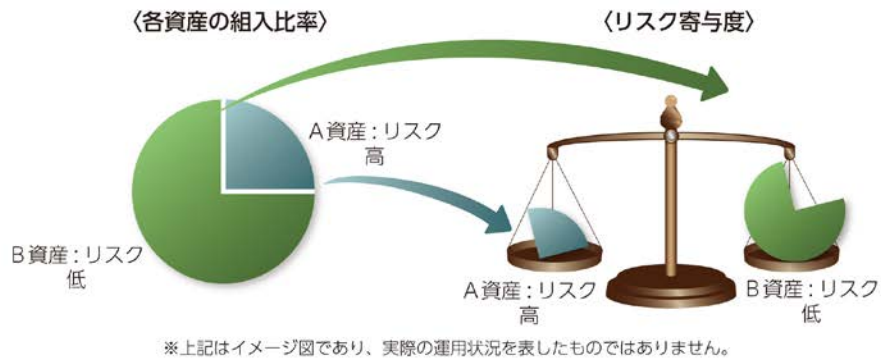 〈各資産の組入比率〉
〈リスク寄与度〉
A資産:リスク
高
B資産:リスク
低
A資産:リスク
高
B資産:リスク
低
※上記はイメージ図であり、実際の運用状況を表したものではありません。